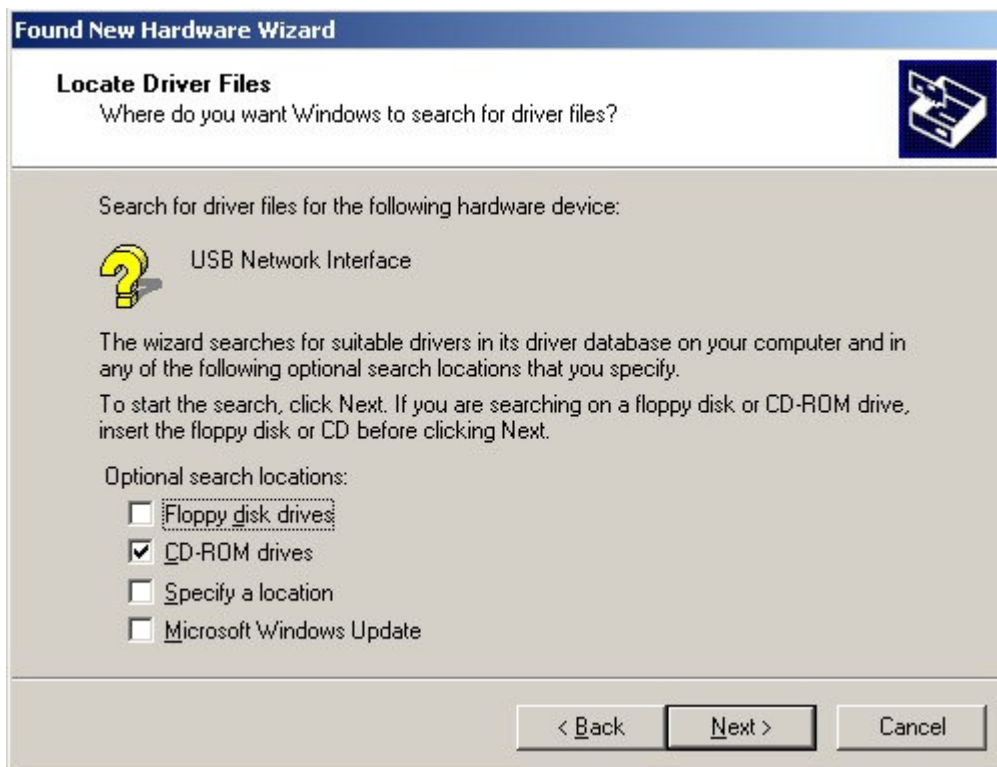 Found New Hardware Wizard
Locate Driver Files
Where do you want Windows to search for driver files?
Search for driver files for the following hardware device:
USB Network Interface
The wizard searches for suitable drivers in its driver database on your computer and in
any of the following optional search locations that you specify.
To start the search, click Next. If you are searching on a floppy disk or CD-ROM drive,
insert the floppy disk or CD before clicking Next.
Optional search locations:
Floppy disk drives
CD-ROM drives
Specify a location
Microsoft Windows Update
< Back Next > Cancel